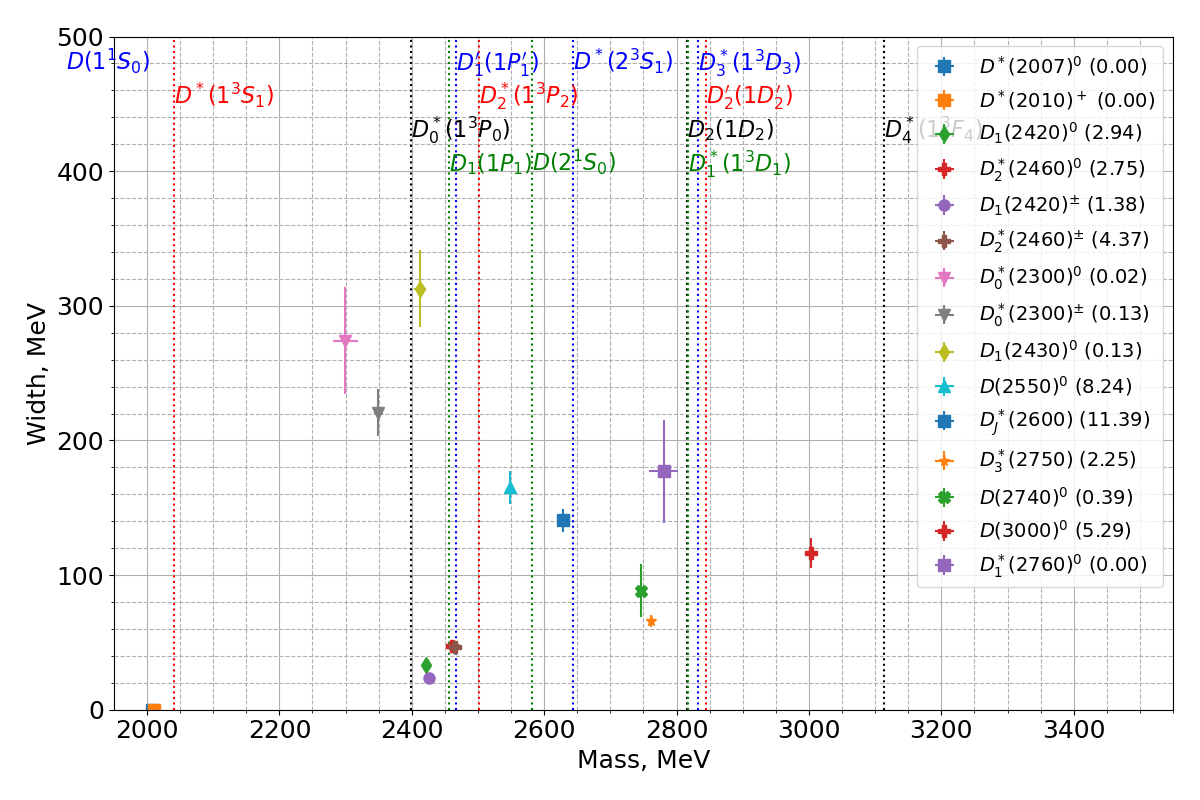 500
400
300
200
100
0
Width, MeV
D(1¹S₀)
D₁′(1P₁′)
D*(2³S₁)
D₃*(1³D₃)
D*(1³S₁)
D₂*(1³P₂)
D₂′(1D₂′)
D₀*(1³P₀)
D₂(1D₂)
D₄*(1³F₄)
D₁(1P₁)
D(2¹S₀)
D₁*(1³D₁)
D*(2007)⁰ (0.00)
D*(2010)⁺ (0.00)
D₁(2420)⁰ (2.94)
D₂*(2460)⁰ (2.75)
D₁(2420)± (1.38)
D₂*(2460)± (4.37)
D₀*(2300)⁰ (0.02)
D₀*(2300)± (0.13)
D₁(2430)⁰ (0.13)
D(2550)⁰ (8.24)
D_J*(2600) (11.39)
D₃*(2750) (2.25)
D(2740)⁰ (0.39)
D(3000)⁰ (5.29)
D₁*(2760)⁰ (0.00)
2000 2200 2400 2600 2800 3000 3200 3400
Mass, MeV